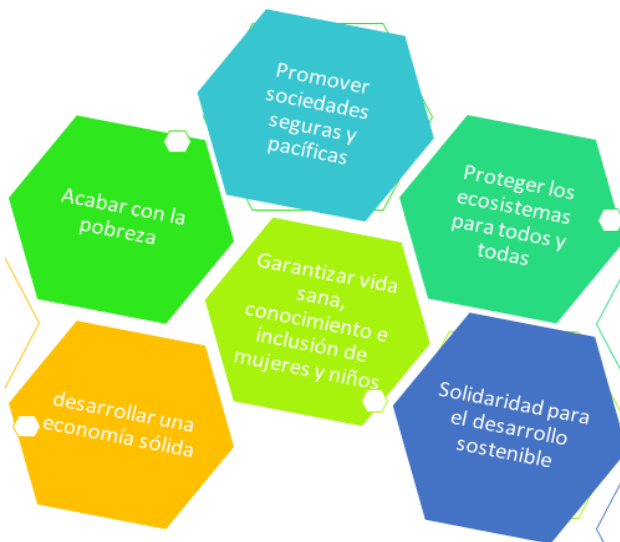 Promover
sociedades
seguras y
pacíficas
Acabar con la
pobreza
Proteger los
ecosistemas
para todos y
todas
Garantizar vida
sana,
conocimiento e
inclusión de
mujeres y niños
desarrollar una
economía sólida
Solidaridad para
el desarrollo
sostenible